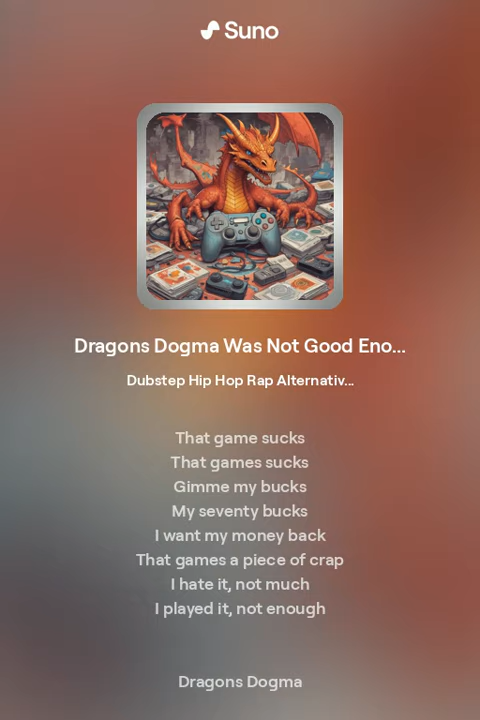 Suno
Dragons Dogma Was Not Good Eno...
Dubstep Hip Hop Rap Alternativ...
That game sucks
That games sucks
Gimme my bucks
My seventy bucks
I want my money back
That games a piece of crap
I hate it, not much
I played it, not enough
Dragons Dogma